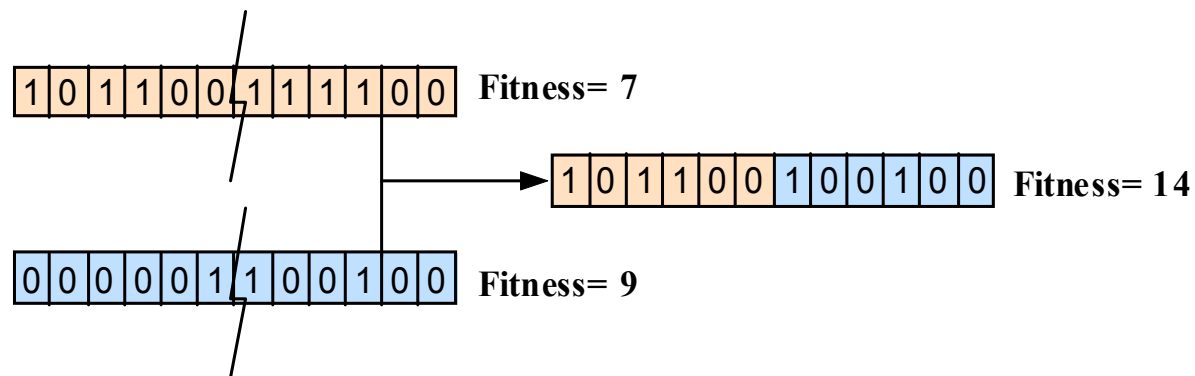 1 0 1 1 0 0 1 1 1 1 0 0 Fitness= 7
1 0 1 1 0 0 1 0 0 1 0 0 Fitness= 14
0 0 0 0 0 1 1 0 0 1 0 0 Fitness= 9